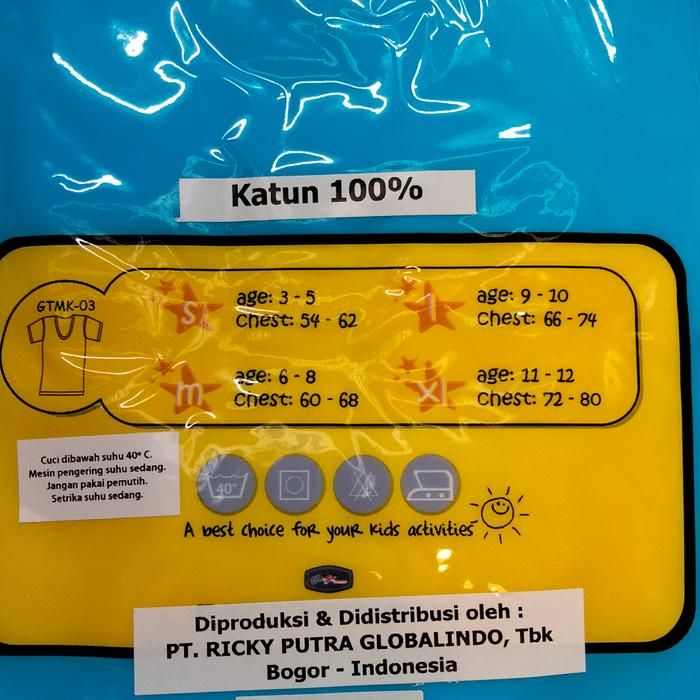 Katun 100%
GTMK-03
s age: 3 - 5
chest: 54 - 62
l age: 9 - 10
chest: 66 - 74
m age: 6 - 8
chest: 60 - 68
xl age: 11 - 12
chest: 72 - 80
Cuci dibawah suhu 40º C.
Mesin pengering suhu sedang.
Jangan pakai pemutih.
Setrika suhu sedang.
40°
A best choice for your kids activities
Diproduksi & Didistribusi oleh :
PT. RICKY PUTRA GLOBALINDO, Tbk
Bogor - Indonesia